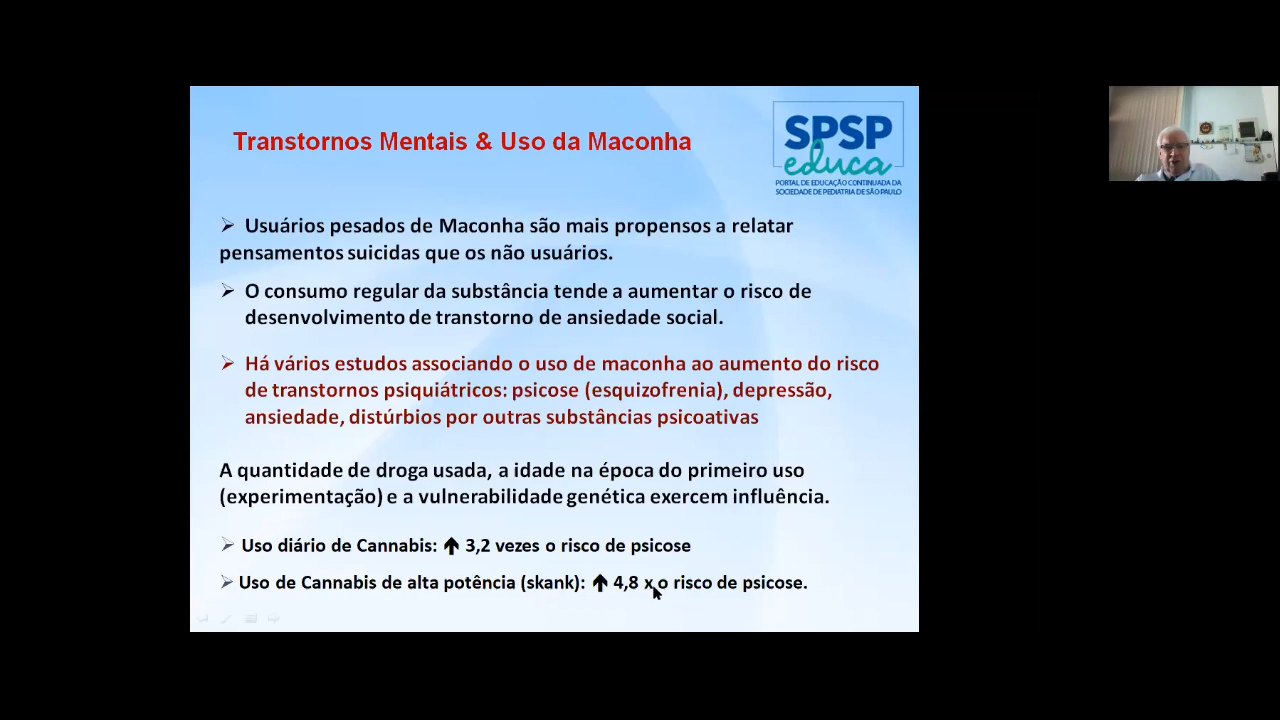 Transtornos Mentais & Uso da Maconha
SPSP
educa
PORTAL DE EDUCAÇÃO CONTINUADA DA
SOCIEDADE DE PEDIATRIA DE SÃO PAULO
➢ Usuários pesados de Maconha são mais propensos a relatar
pensamentos suicidas que os não usuários.
➢ O consumo regular da substância tende a aumentar o risco de
desenvolvimento de transtorno de ansiedade social.
➢ Há vários estudos associando o uso de maconha ao aumento do risco
de transtornos psiquiátricos: psicose (esquizofrenia), depressão,
ansiedade, distúrbios por outras substâncias psicoativas
A quantidade de droga usada, a idade na época do primeiro uso
(experimentação) e a vulnerabilidade genética exercem influência.
➢ Uso diário de Cannabis: 🡹 3,2 vezes o risco de psicose
➢ Uso de Cannabis de alta potência (skank): 🡹 4,8 x o risco de psicose.